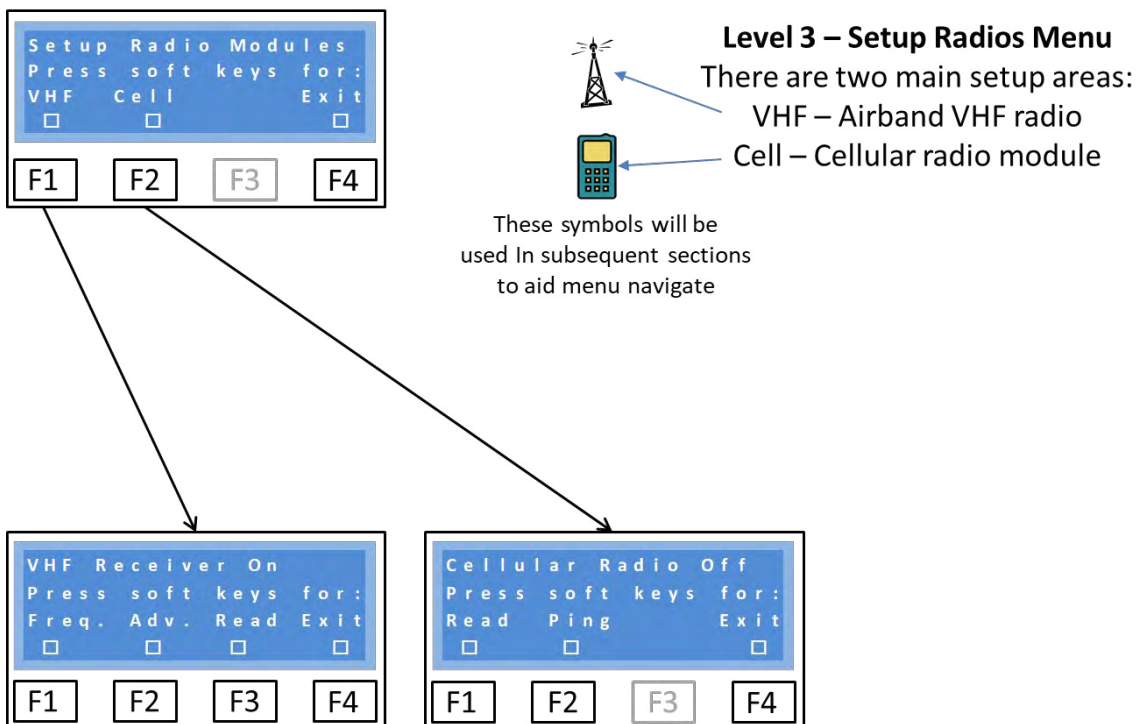 Setup Radio Modules
Press soft keys for:
VHF Cell Exit
F1 F2 F3 F4
Level 3 – Setup Radios Menu
There are two main setup areas:
VHF – Airband VHF radio
Cell – Cellular radio module
These symbols will be
used In subsequent sections
to aid menu navigate
VHF Receiver On
Press soft keys for:
Freq. Adv. Read Exit
F1 F2 F3 F4
Cellular Radio Off
Press soft keys for:
Read Ping Exit
F1 F2 F3 F4